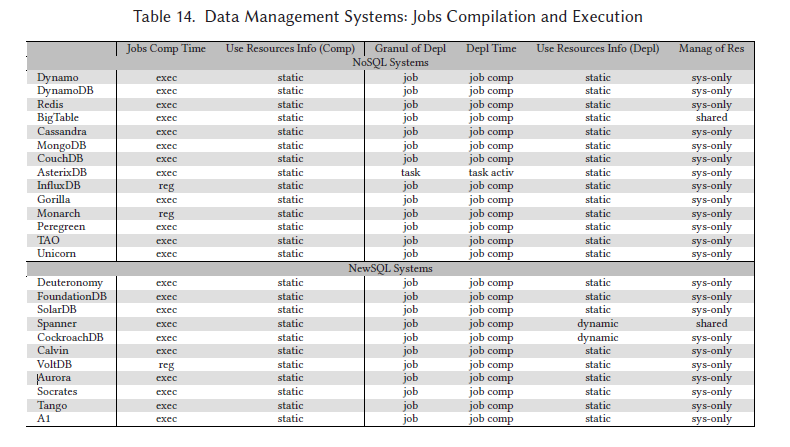 Table 14. Data Management Systems: Jobs Compilation and Execution
Jobs Comp Time Use Resources Info (Comp) Granul of Depl Depl Time Use Resources Info (Depl) Manag of Res
NoSQL Systems
Dynamo exec static job job comp static sys-only
DynamoDB exec static job job comp static sys-only
Redis exec static job job comp static sys-only
BigTable exec static job job comp static shared
Cassandra exec static job job comp static sys-only
MongoDB exec static job job comp static sys-only
CouchDB exec static job job comp static sys-only
AsterixDB exec static task task activ static sys-only
InfluxDB reg static job job comp static sys-only
Gorilla exec static job job comp static sys-only
Monarch reg static job job comp static sys-only
Peregreen exec static job job comp static sys-only
TAO exec static job job comp static sys-only
Unicorn exec static job job comp static sys-only
NewSQL Systems
Deuteronomy exec static job job comp static sys-only
FoundationDB exec static job job comp static sys-only
SolarDB exec static job job comp static sys-only
Spanner exec static job job comp dynamic shared
CockroachDB exec static job job comp dynamic sys-only
Calvin exec static job job comp static sys-only
VoltDB reg static job job comp static sys-only
Aurora exec static job job comp static sys-only
Socrates exec static job job comp static sys-only
Tango exec static job job comp static sys-only
A1 exec static job job comp static sys-only